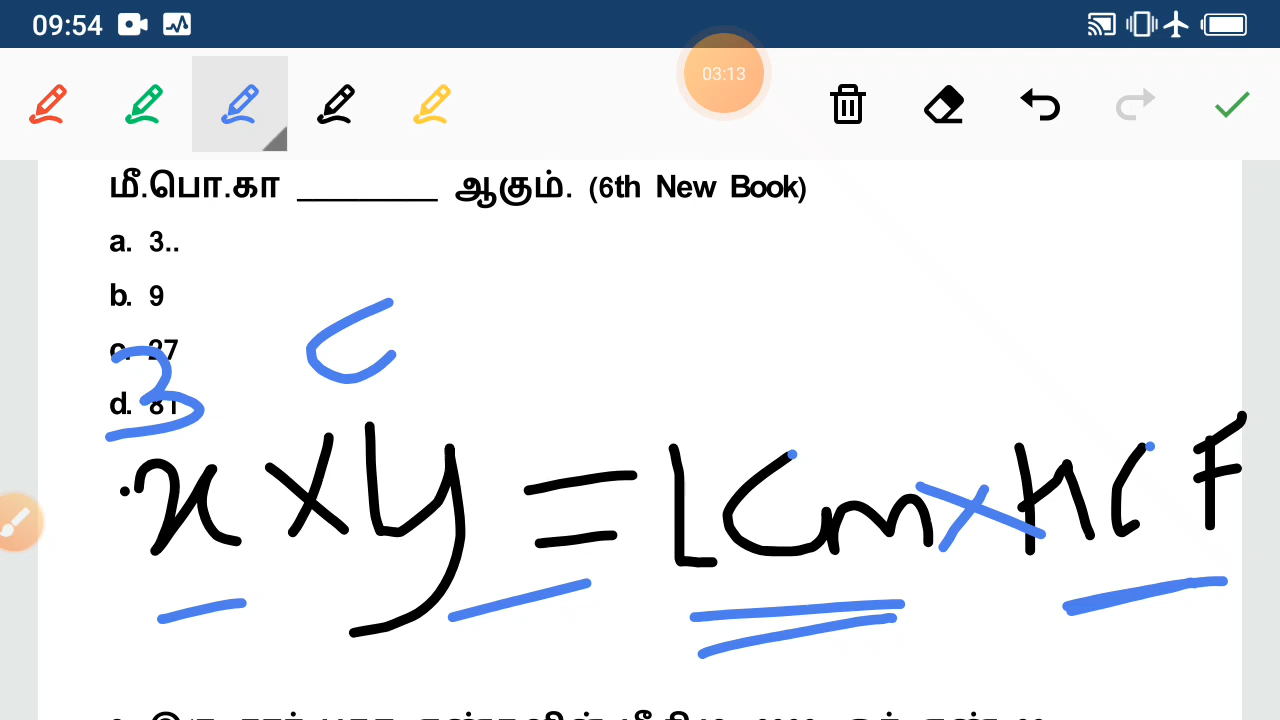 09:54
03:13
மீ.பொ.கா ________ ஆகும். (6th New Book)
a. 3..
b. 9
c. 27
d. 81
3
x × y = LCm × HCF